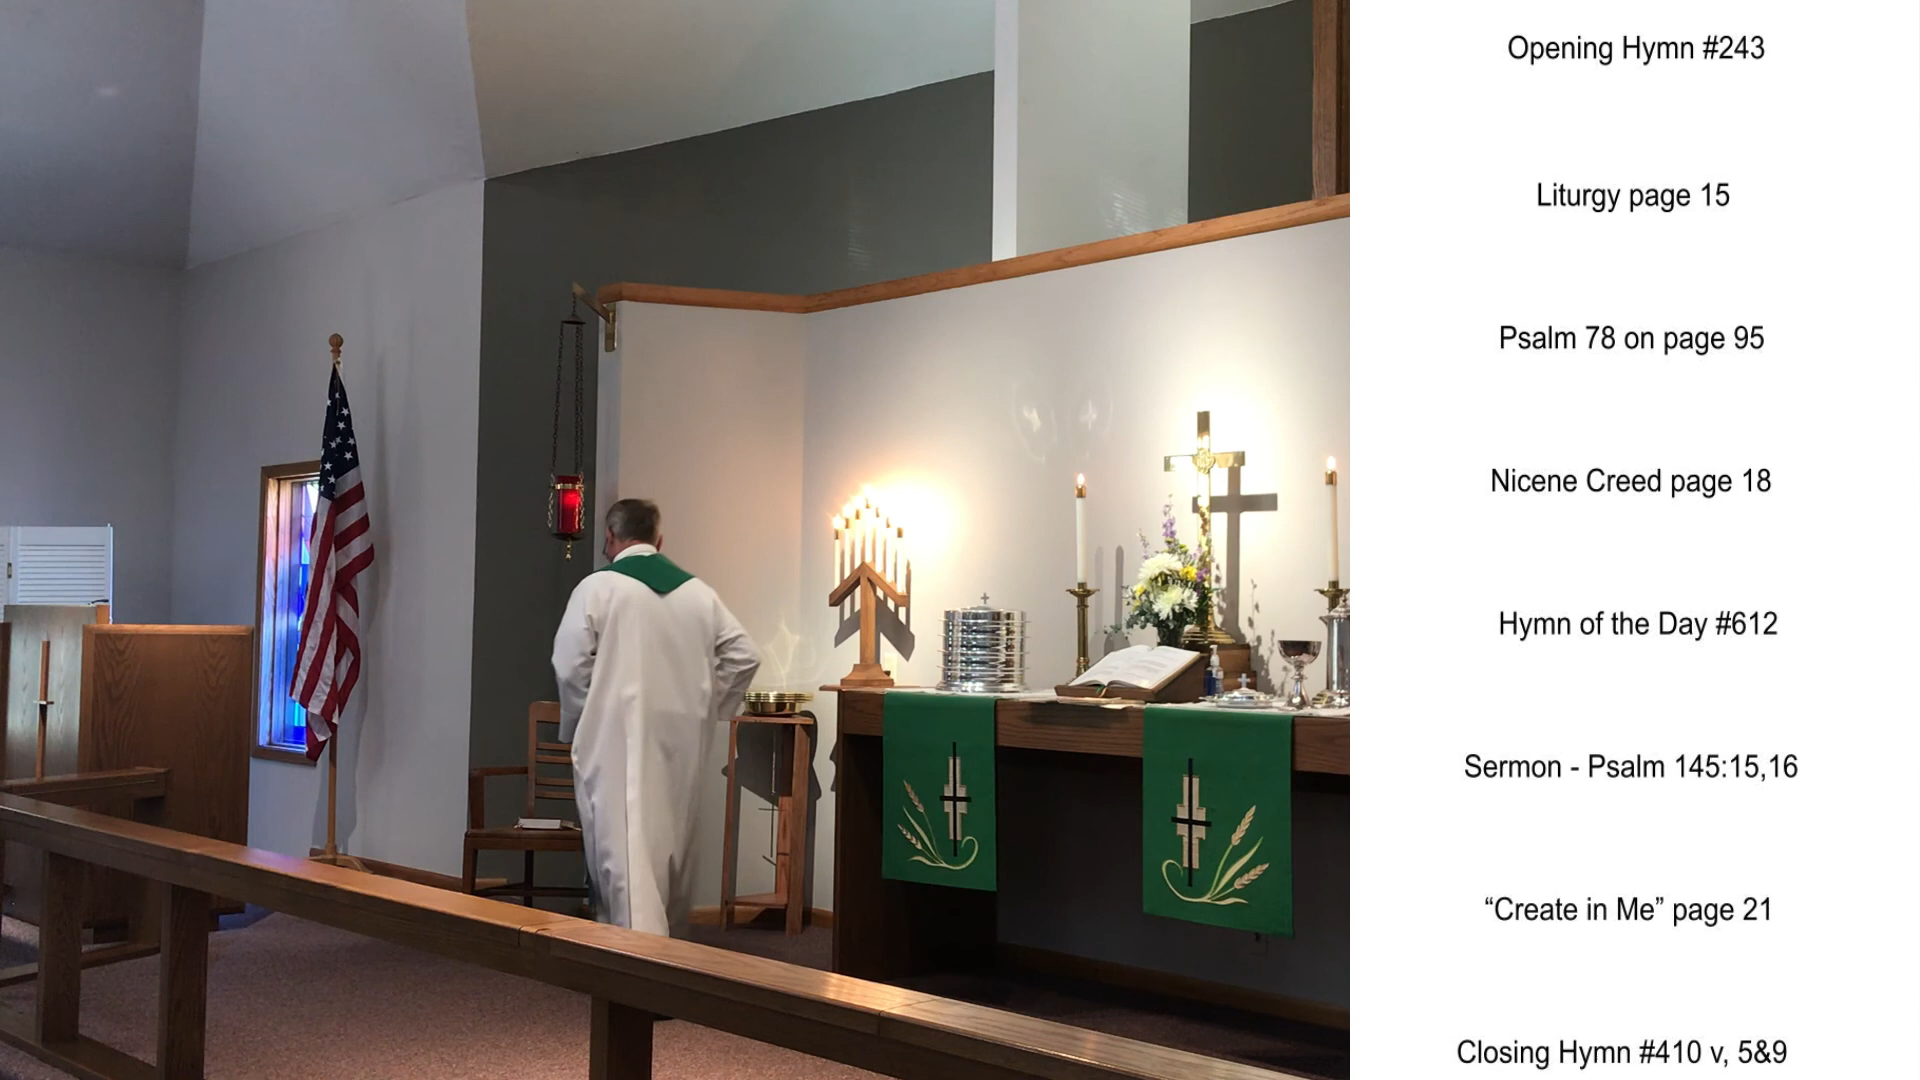 Opening Hymn #243
Liturgy page 15
Psalm 78 on page 95
Nicene Creed page 18
Hymn of the Day #612
Sermon - Psalm 145:15,16
“Create in Me” page 21
Closing Hymn #410 v, 5&9